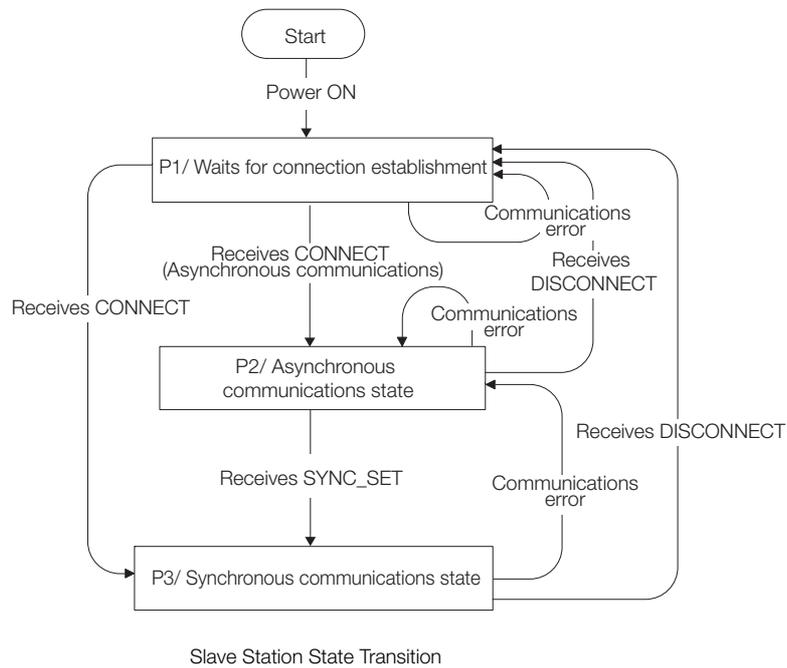 Start
Power ON
P1/ Waits for connection establishment
Communications
error
Receives CONNECT
(Asynchronous communications)
Receives
DISCONNECT
Receives CONNECT
Communications
error
P2/ Asynchronous
communications state
Receives DISCONNECT
Receives SYNC_SET
Communications
error
P3/ Synchronous communications state
Slave Station State Transition